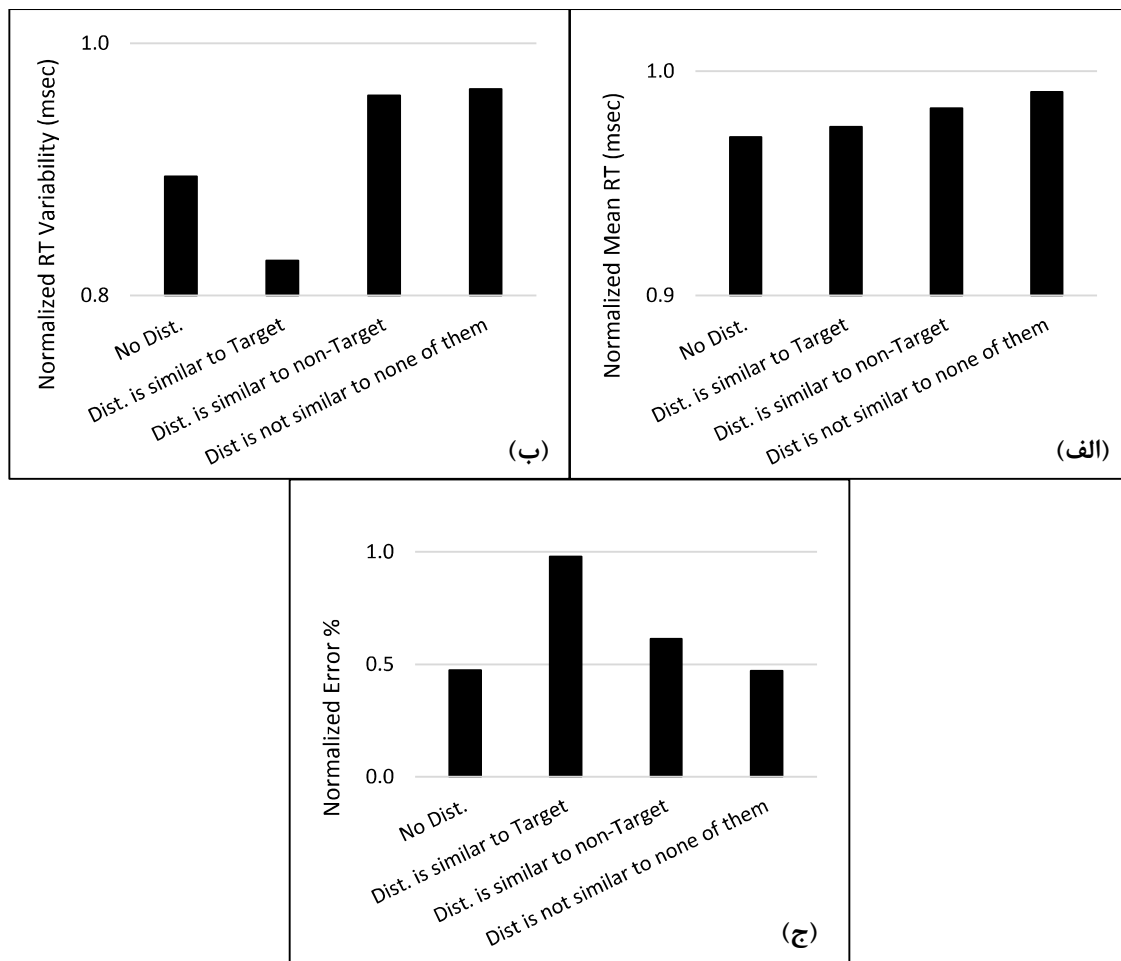 Normalized Mean RT (msec)
1.0
0.9
No Dist.
Dist. is similar to Target
Dist. is similar to non-Target
Dist is not similar to none of them
(الف)
Normalized RT Variability (msec)
1.0
0.8
No Dist.
Dist. is similar to Target
Dist. is similar to non-Target
Dist is not similar to none of them
(ب)
Normalized Error %
1.0
0.5
0.0
No Dist.
Dist. is similar to Target
Dist. is similar to non-Target
Dist is not similar to none of them
(ج)